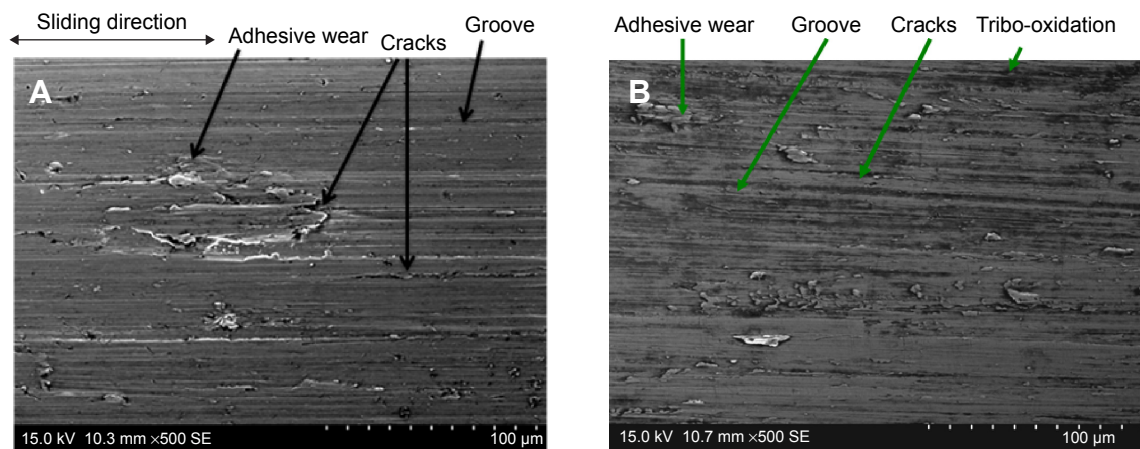 Sliding direction
Adhesive wear
Cracks
Groove
A
15.0 kV 10.3 mm ×500 SE
100 µm
Adhesive wear
Groove
Cracks
Tribo-oxidation
B
15.0 kV 10.7 mm ×500 SE
100 µm